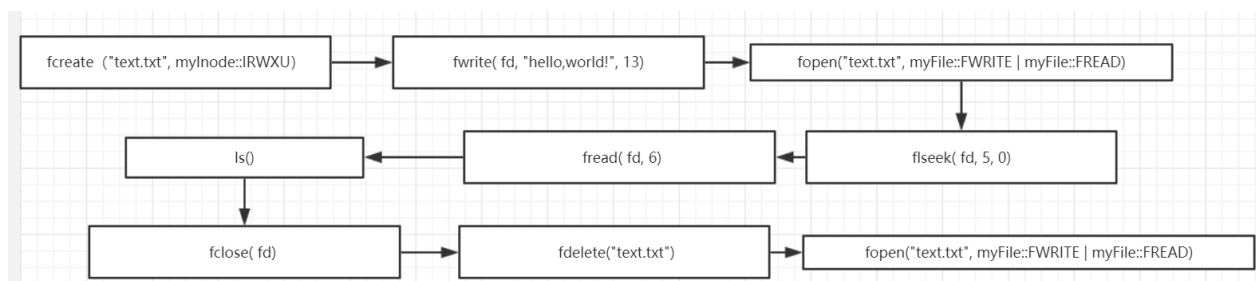 fcreate ("text.txt", myInode::IRWXU)
fwrite( fd, "hello,world!", 13)
fopen("text.txt", myFile::FWRITE | myFile::FREAD)
flseek( fd, 5, 0)
fread( fd, 6)
ls()
fclose( fd)
fdelete("text.txt")
fopen("text.txt", myFile::FWRITE | myFile::FREAD)